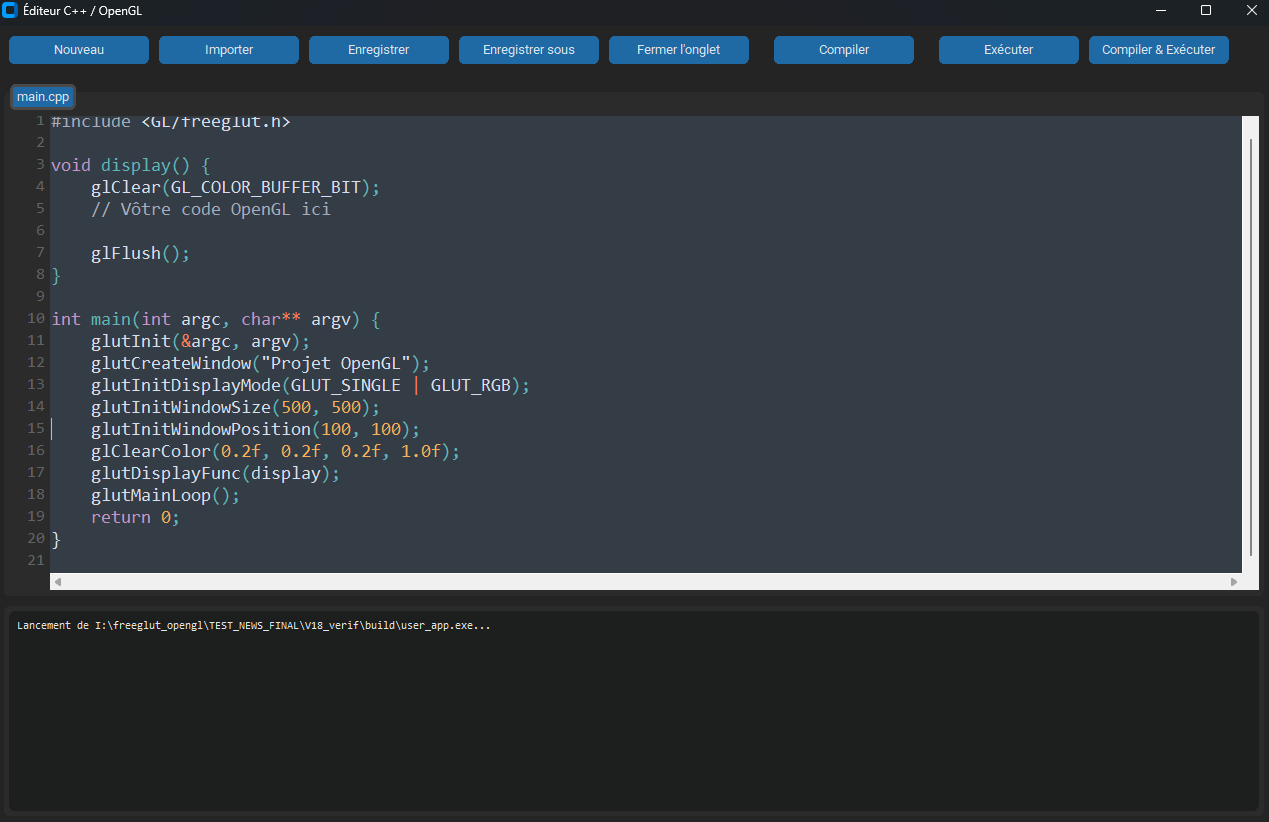 Éditeur C++ / OpenGL
Nouveau Importer Enregistrer Enregistrer sous Fermer l'onglet Compiler Exécuter Compiler & Exécuter
main.cpp
1 #include <GL/freeglut.h>
2
3 void display() {
4     glClear(GL_COLOR_BUFFER_BIT);
5     // Vôtre code OpenGL ici
6
7     glFlush();
8 }
9
10 int main(int argc, char** argv) {
11     glutInit(&argc, argv);
12     glutCreateWindow("Projet OpenGL");
13     glutInitDisplayMode(GLUT_SINGLE | GLUT_RGB);
14     glutInitWindowSize(500, 500);
15     glutInitWindowPosition(100, 100);
16     glClearColor(0.2f, 0.2f, 0.2f, 1.0f);
17     glutDisplayFunc(display);
18     glutMainLoop();
19     return 0;
20 }
21
Lancement de I:\freeglut_opengl\TEST_NEWS_FINAL\V18_verif\build\user_app.exe...